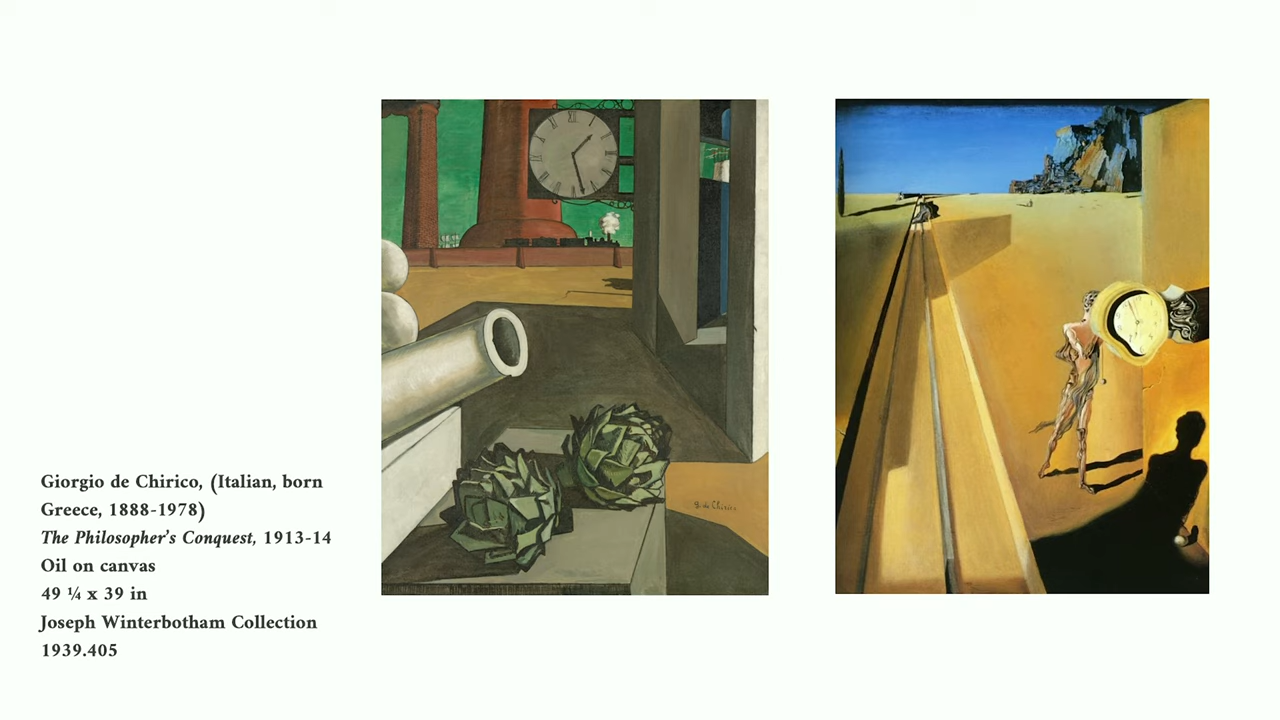 Giorgio de Chirico, (Italian, born
Greece, 1888-1978)
The Philosopher's Conquest, 1913-14
Oil on canvas
49 ¼ x 39 in
Joseph Winterbotham Collection
1939.405